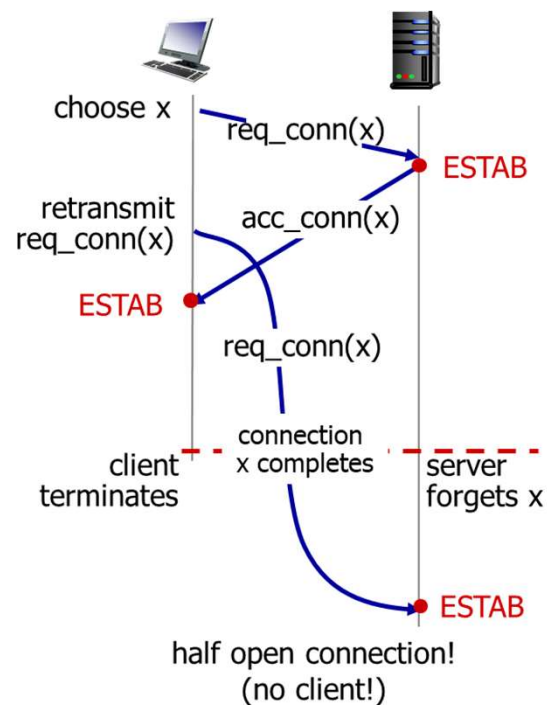 choose x
req_conn(x)
ESTAB
retransmit
req_conn(x)
acc_conn(x)
ESTAB
req_conn(x)
client
terminates
connection
x completes
server
forgets x
ESTAB
half open connection!
(no client!)